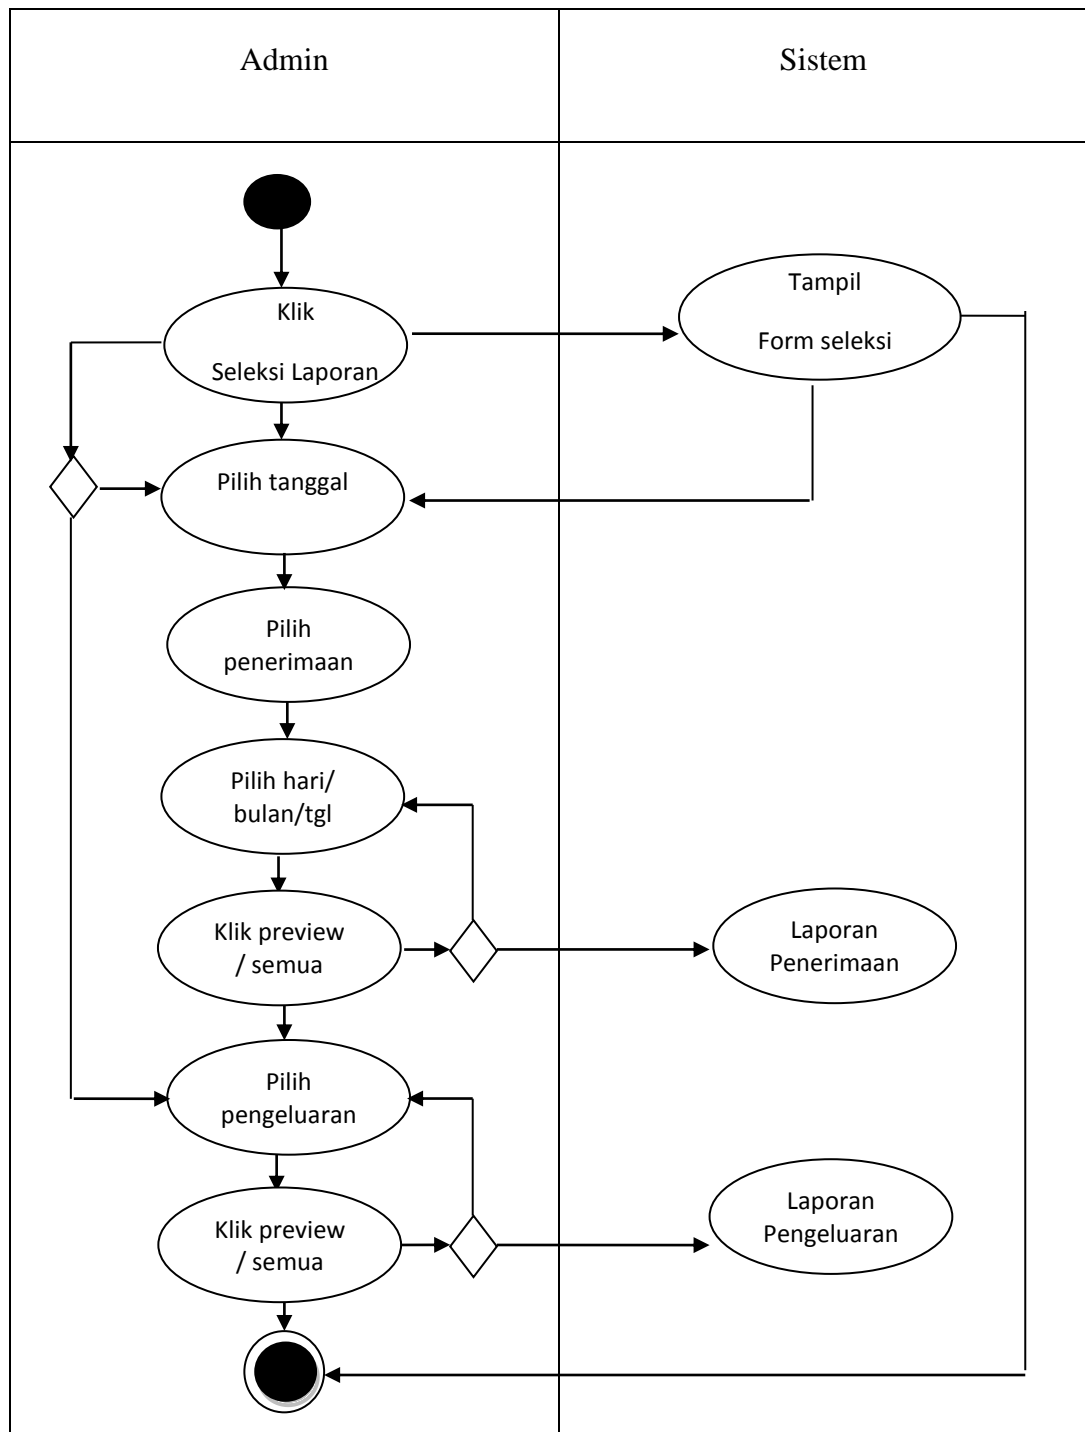 Admin
Sistem
Klik
Seleksi Laporan
Tampil
Form seleksi
Pilih tanggal
Pilih
penerimaan
Pilih hari/
bulan/tgl
Klik preview
/ semua
Laporan
Penerimaan
Pilih
pengeluaran
Klik preview
/ semua
Laporan
Pengeluaran